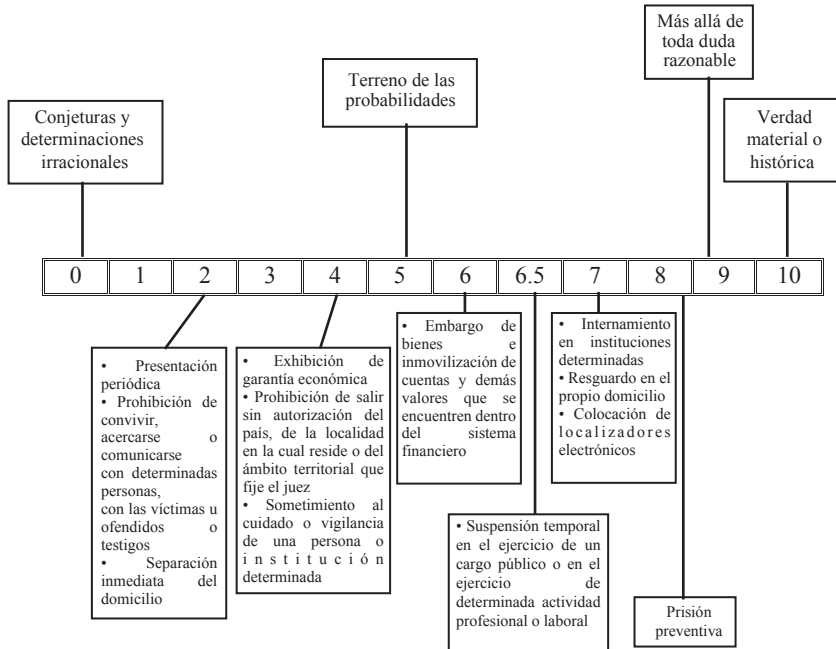 Más allá de
toda duda
razonable
Terreno de las
probabilidades
Conjeturas y
determinaciones
irracionales
Verdad
material o
histórica
0 1 2 3 4 5 6 6.5 7 8 9 10
• Presentación
periódica
• Prohibición de
convivir,
acercarse o
comunicarse
con determinadas
personas,
con las víctimas u
ofendidos o
testigos
• Separación
inmediata del
domicilio
• Exhibición de
garantía económica
• Prohibición de salir
sin autorización del
país, de la localidad
en la cual reside o del
ámbito territorial que
fije el juez
• Sometimiento al
cuidado o vigilancia
de una persona o
institución
determinada
• Embargo de
bienes e
inmovilización de
cuentas y demás
valores que se
encuentren dentro
del sistema
financiero
• Suspensión temporal
en el ejercicio de un
cargo público o en el
ejercicio de
determinada actividad
profesional o laboral
• Internamiento
en instituciones
determinadas
• Resguardo en el
propio domicilio
• Colocación de
localizadores
electrónicos
Prisión
preventiva